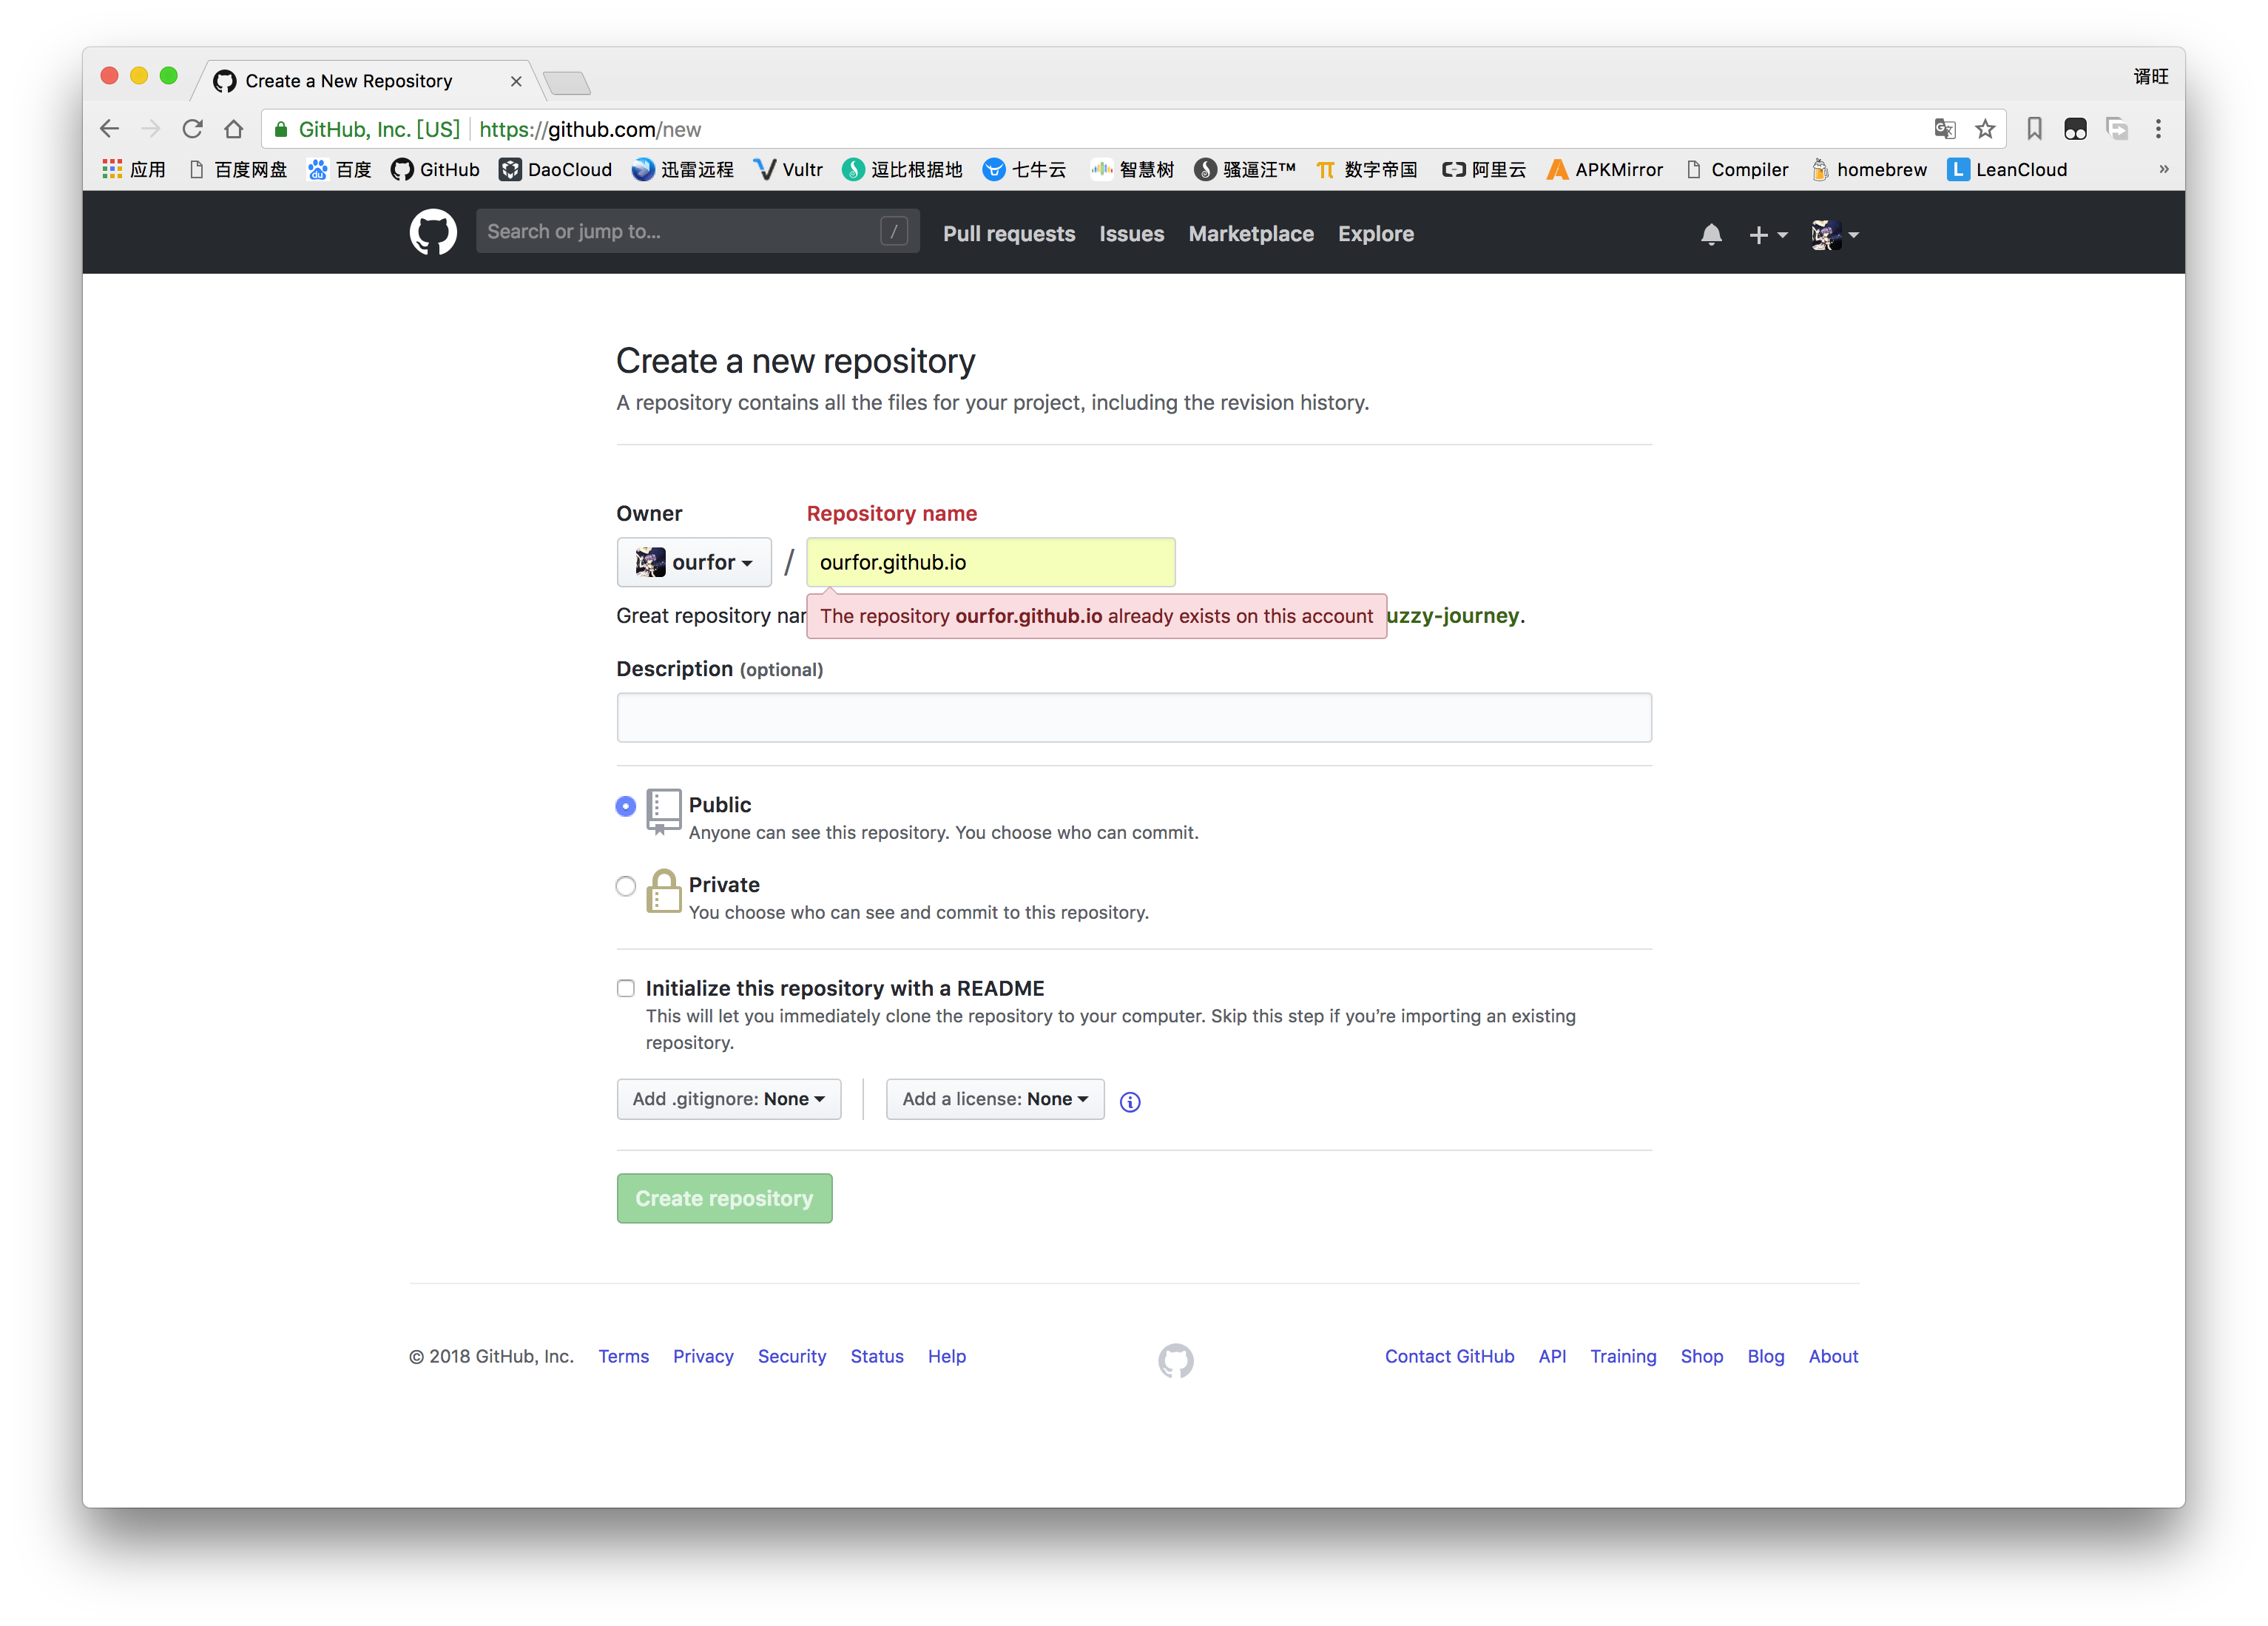 Create a New Repository
谞旺
GitHub, Inc. [US] https://github.com/new
应用 百度网盘 百度 GitHub DaoCloud 迅雷远程 Vultr 逗比根据地 七牛云 智慧树 骚逼汪™ 数字帝国 阿里云 APKMirror Compiler homebrew LeanCloud »
Search or jump to... / Pull requests Issues Marketplace Explore
Create a new repository
A repository contains all the files for your project, including the revision history.
Owner Repository name
ourfor / ourfor.github.io
Great repository nar
The repository ourfor.github.io already exists on this account
uzzy-journey.
Description (optional)
Public
Anyone can see this repository. You choose who can commit.
Private
You choose who can see and commit to this repository.
Initialize this repository with a README
This will let you immediately clone the repository to your computer. Skip this step if you’re importing an existing
repository.
Add .gitignore: None Add a license: None
Create repository
© 2018 GitHub, Inc. Terms Privacy Security Status Help Contact GitHub API Training Shop Blog About